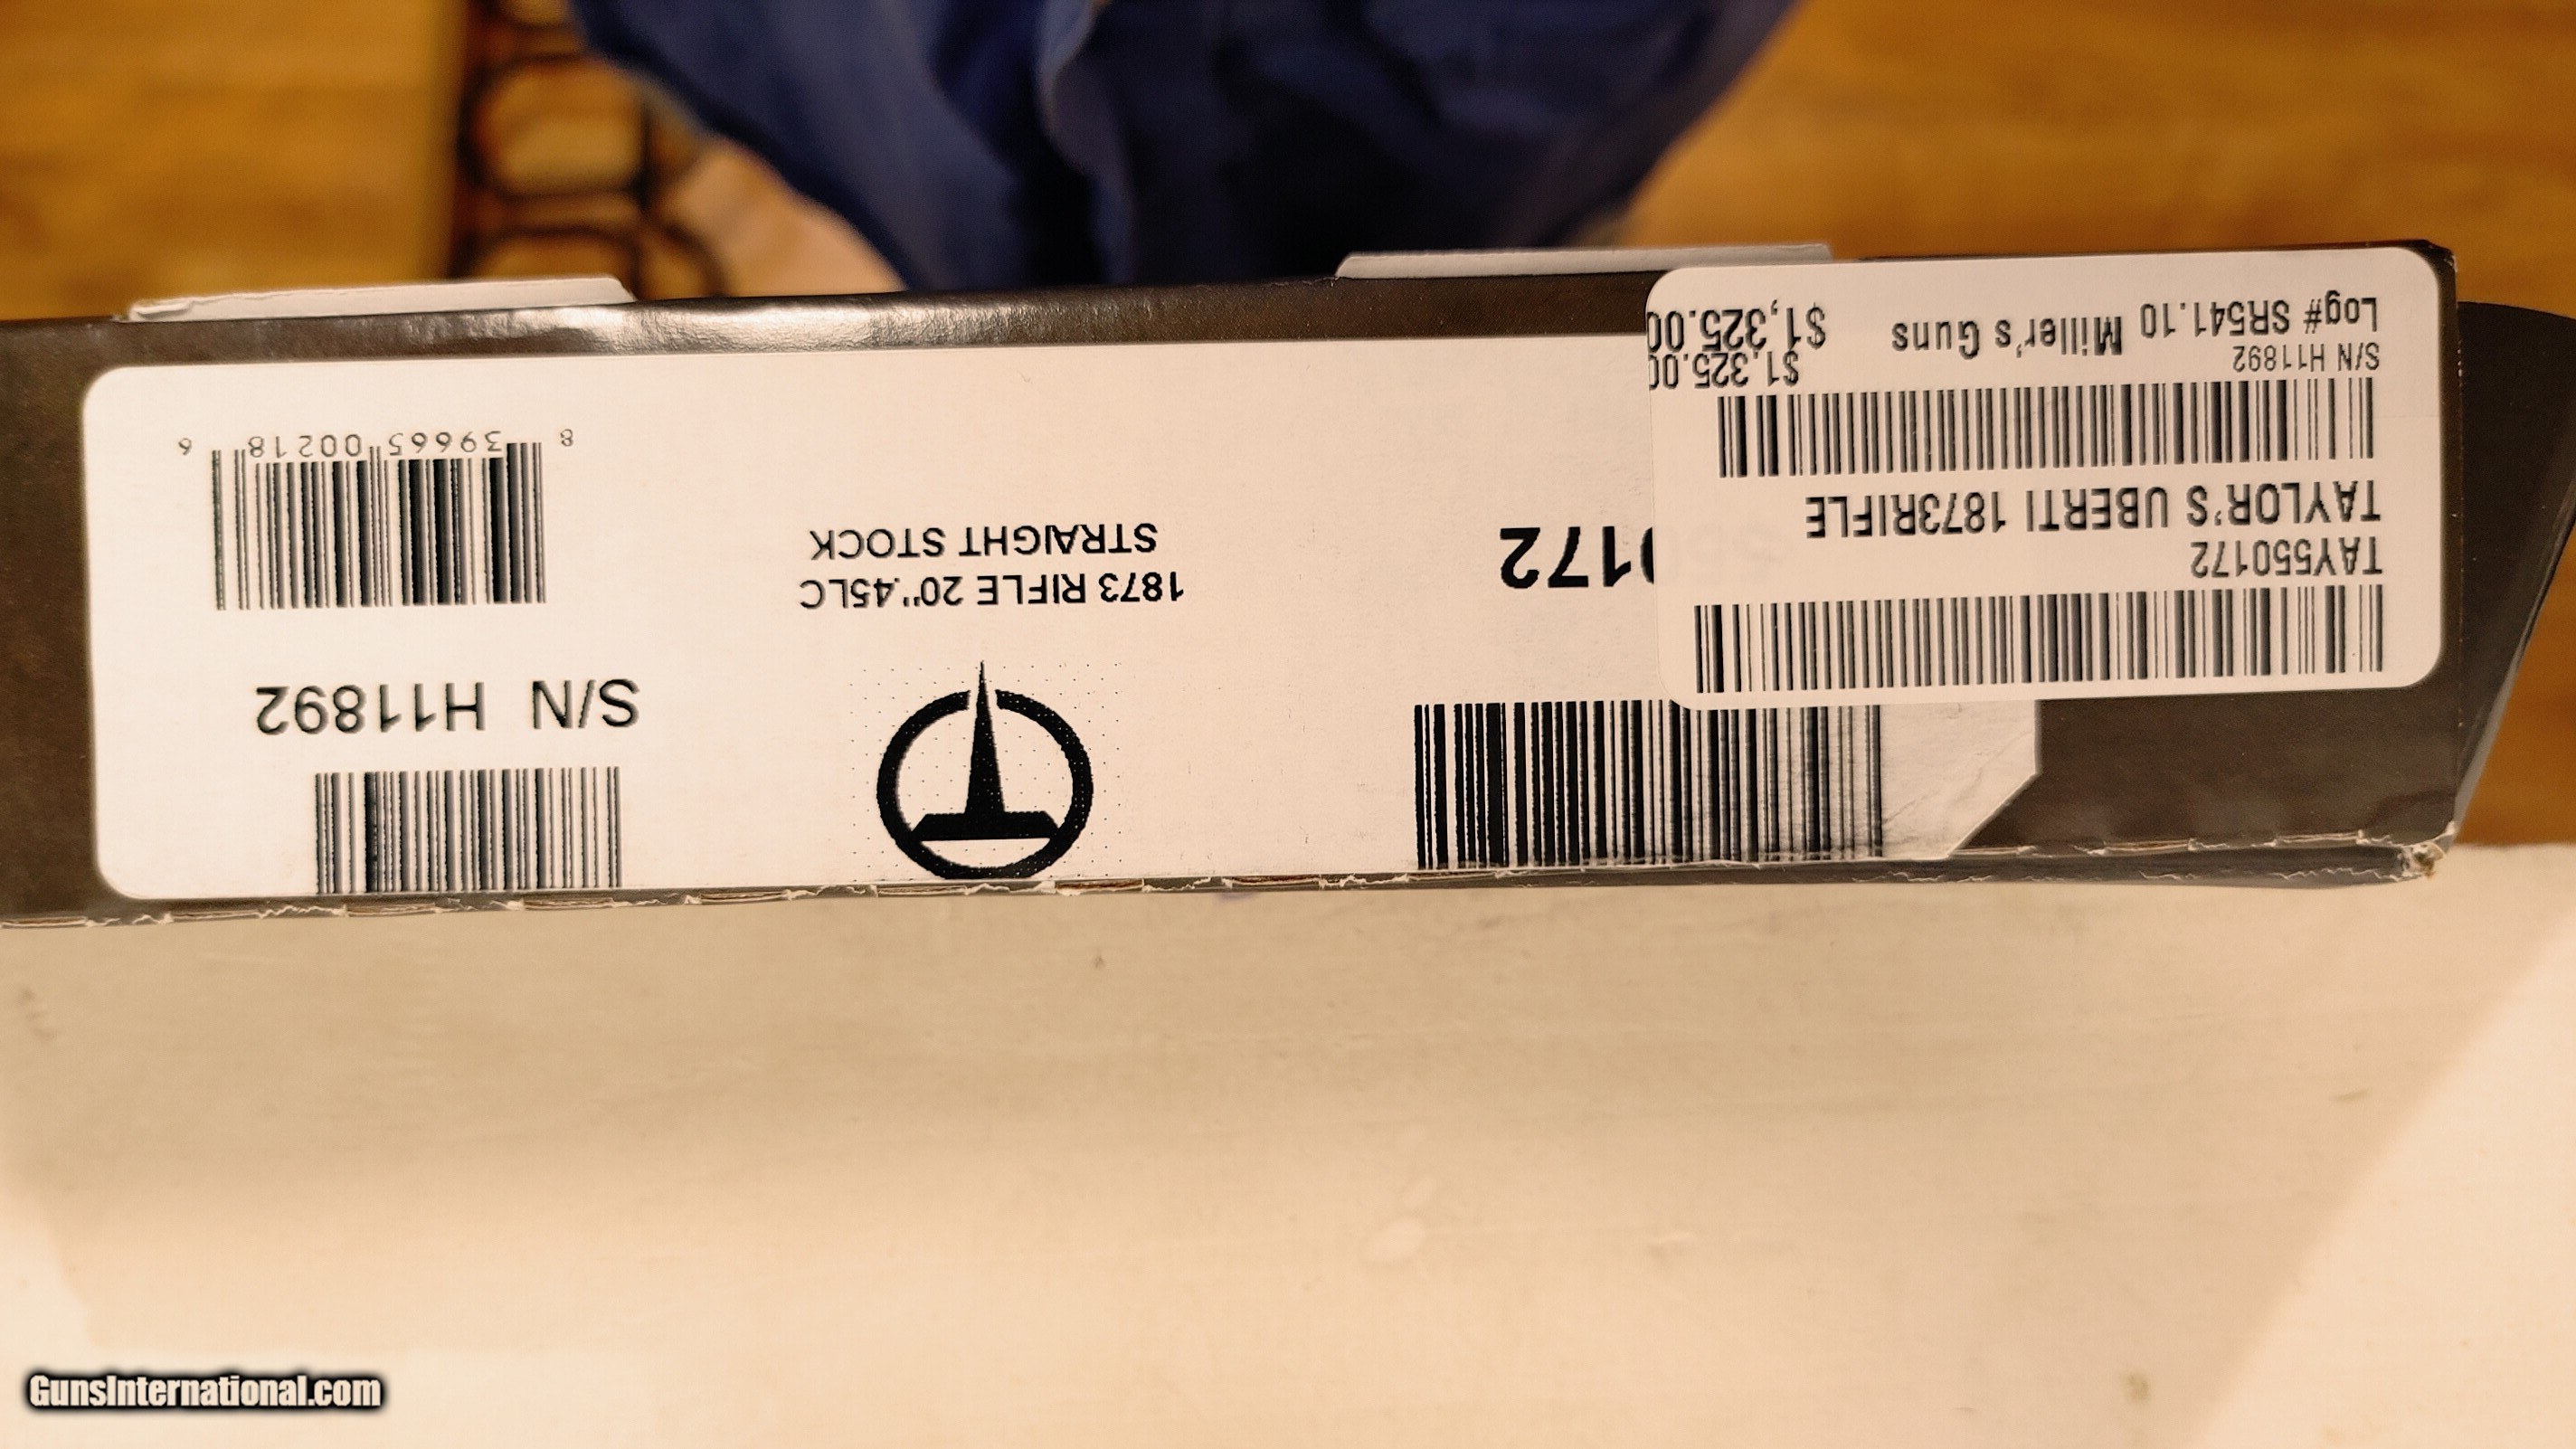 Log# SR541.10 Miller's Guns $1,325.00
S/N H11892 $1,325.00
TAYLOR'S UBERTI 1873RIFLE
TAY550172
0172
1873 RIFLE 20".45LC
STRAIGHT STOCK
8 39665 00218 6
S/N H11892
GunsInternational.com